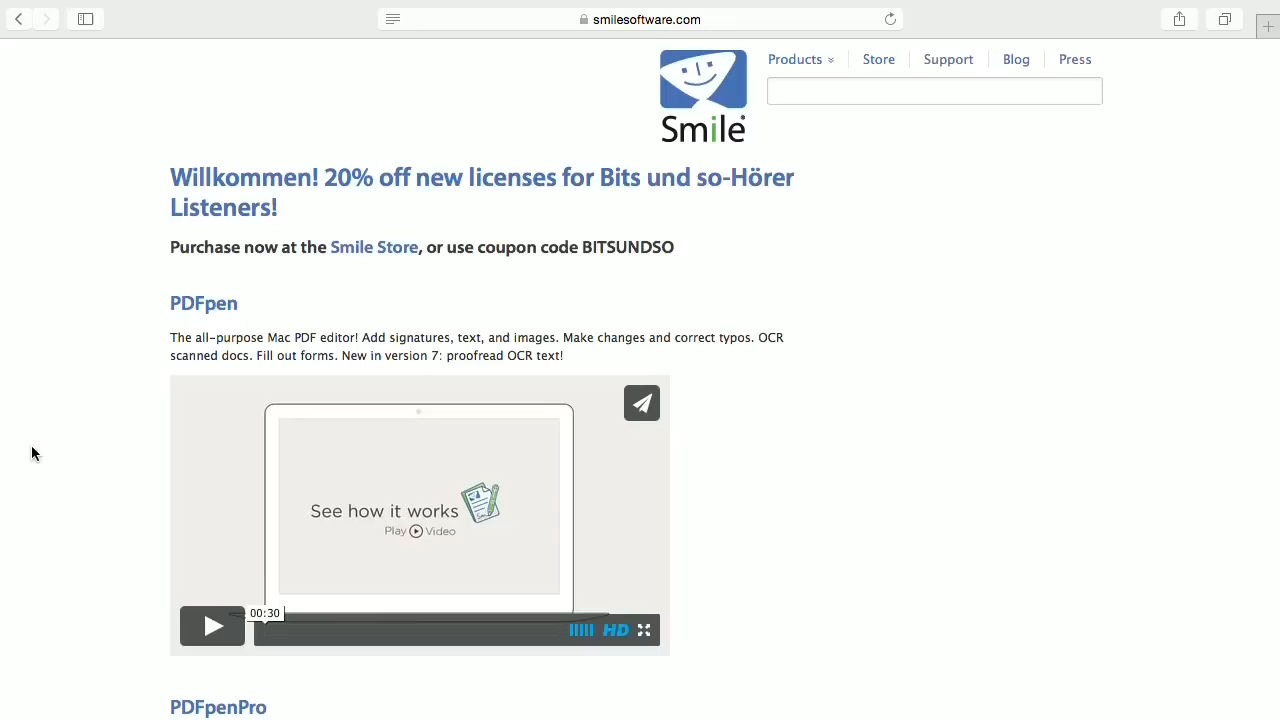 smilesoftware.com
Products
Store
Support
Blog
Press
Smile
Willkommen! 20% off new licenses for Bits und so-Hörer
Listeners!
Purchase now at the Smile Store, or use coupon code BITSUNDSO
PDFpen
The all-purpose Mac PDF editor! Add signatures, text, and images. Make changes and correct typos. OCR
scanned docs. Fill out forms. New in version 7: proofread OCR text!
See how it works
Play Video
00:30
HD
PDFpenPro